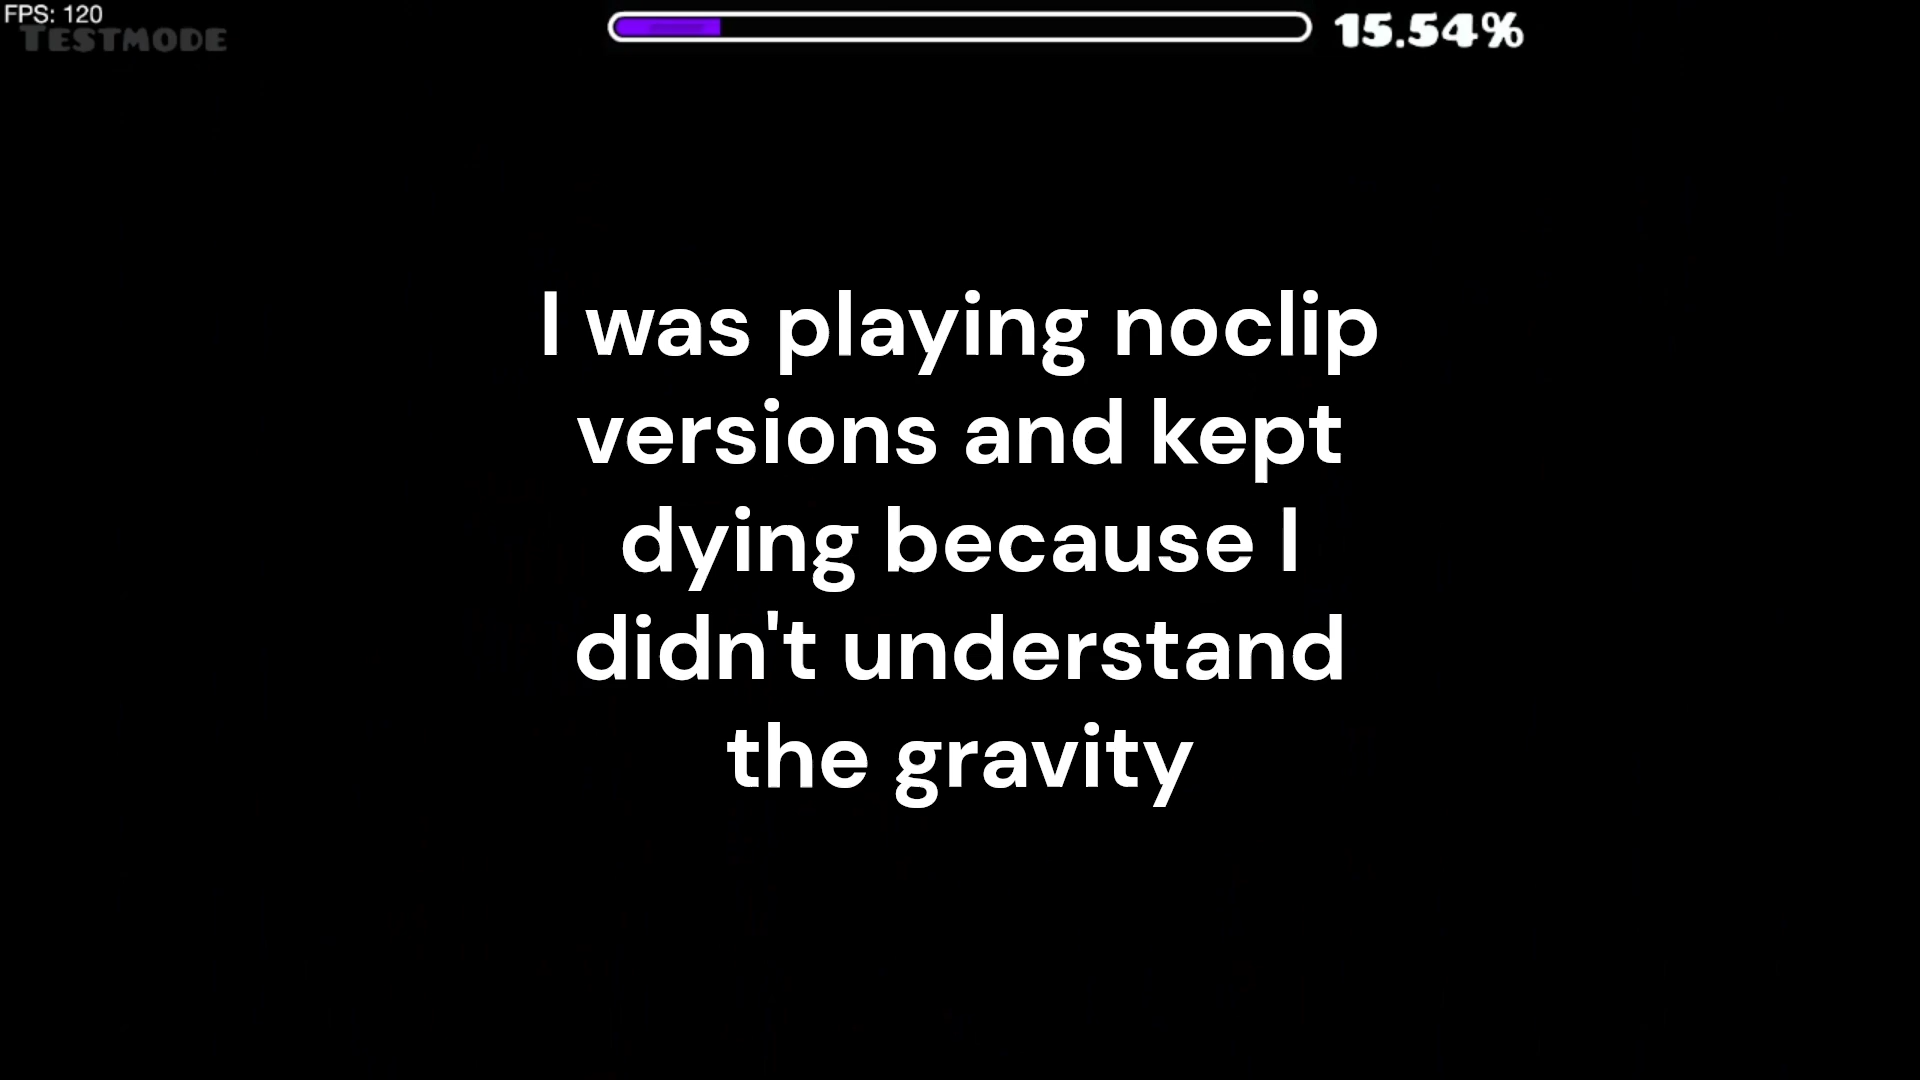 FPS: 120
TESTMODE
15.54%
I was playing noclip
versions and kept
dying because I
didn't understand
the gravity